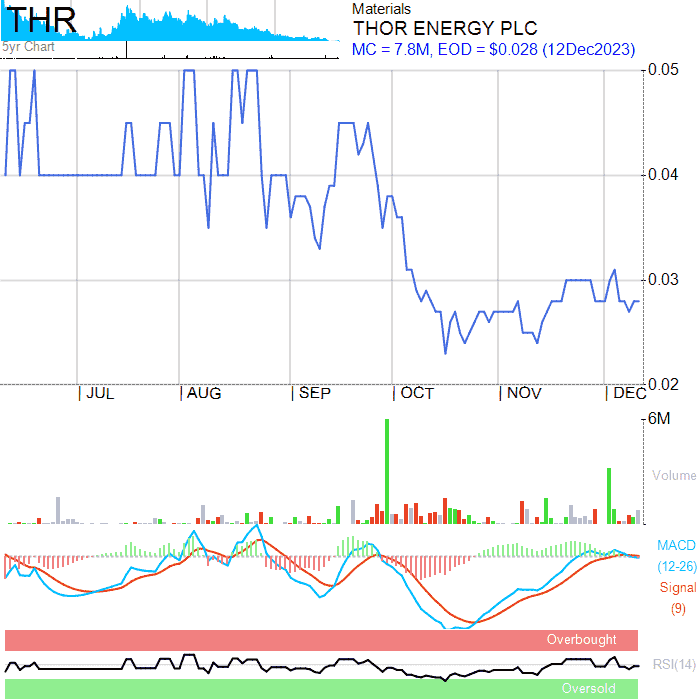 THR
5yr Chart
Materials
THOR ENERGY PLC
MC = 7.8M, EOD = $0.028 (12Dec2023)
0.05
0.04
0.03
0.02
| JUL | AUG | SEP | OCT | NOV | DEC
6M
Volume
MACD
(12-26)
Signal
(9)
Overbought
RSI(14)
Oversold